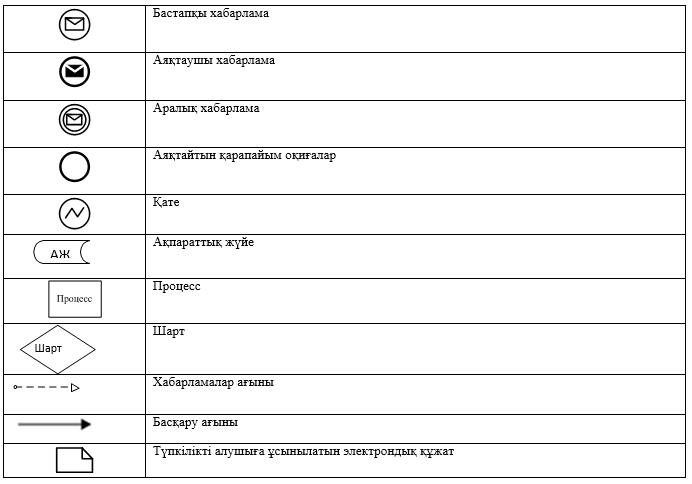 Бастапқы хабарлама
Аяқтаушы хабарлама
Аралық хабарлама
Аяқтайтын қарапайым оқиғалар
Қате
АЖ
Ақпараттық жүйе
Процесс
Процесс
Шарт
Шарт
Хабарламалар ағыны
Басқару ағыны
Түпкілікті алушыға ұсынылатын электрондық құжат